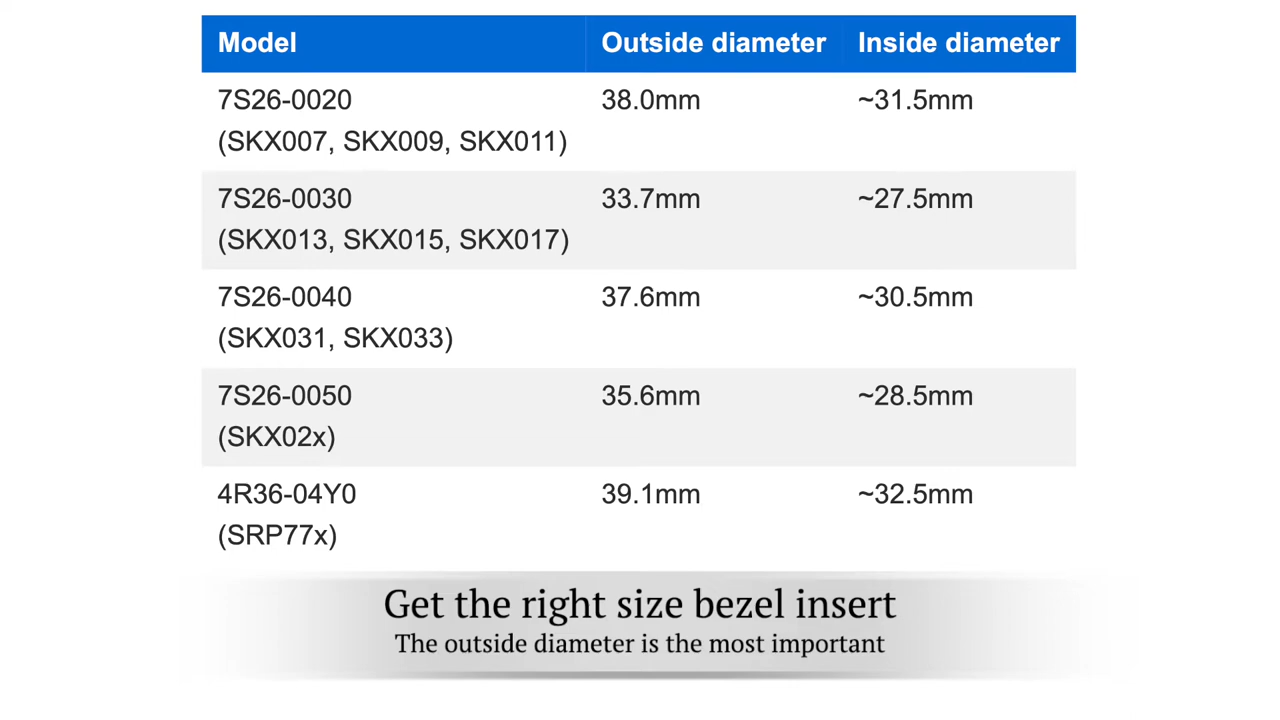 Model Outside diameter Inside diameter
7S26-0020 38.0mm ~31.5mm
(SKX007, SKX009, SKX011)
7S26-0030 33.7mm ~27.5mm
(SKX013, SKX015, SKX017)
7S26-0040 37.6mm ~30.5mm
(SKX031, SKX033)
7S26-0050 35.6mm ~28.5mm
(SKX02x)
4R36-04Y0 39.1mm ~32.5mm
(SRP77x)
Get the right size bezel insert
The outside diameter is the most important